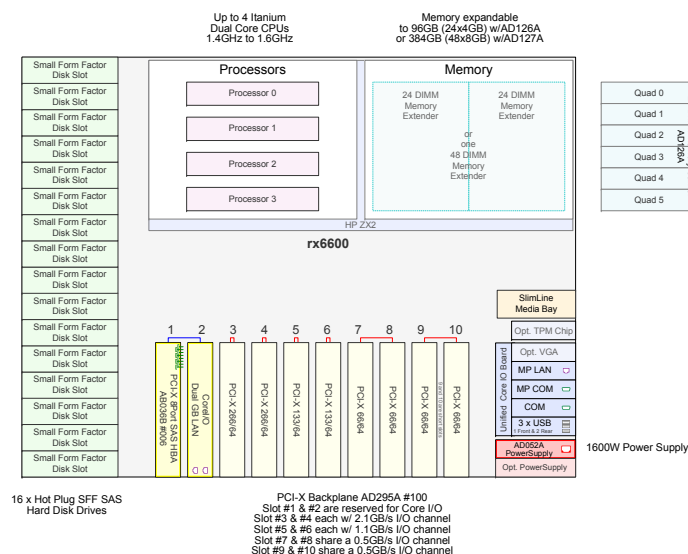 Up to 4 Itanium
Dual Core CPUs
1.4GHz to 1.6GHz
Memory expandable
to 96GB (24x4GB) w/AD126A
or 384GB (48x8GB) w/AD127A
Small Form Factor
Disk Slot
Small Form Factor
Disk Slot
Small Form Factor
Disk Slot
Small Form Factor
Disk Slot
Small Form Factor
Disk Slot
Small Form Factor
Disk Slot
Small Form Factor
Disk Slot
Small Form Factor
Disk Slot
Small Form Factor
Disk Slot
Small Form Factor
Disk Slot
Small Form Factor
Disk Slot
Small Form Factor
Disk Slot
Small Form Factor
Disk Slot
Small Form Factor
Disk Slot
Small Form Factor
Disk Slot
Small Form Factor
Disk Slot
Processors
Processor 0
Processor 1
Processor 2
Processor 3
Memory
24 DIMM
Memory
Extender
24 DIMM
Memory
Extender
or
one
48 DIMM
Memory
Extender
Quad 0
Quad 1
Quad 2
Quad 3
Quad 4
Quad 5
AD126A
HP ZX2
rx6600
SlimLine
Media Bay
Opt. TPM Chip
1
2
3
4
5
6
7
8
9
10
PCI-X 8Port SAS HBA
AB036B #006
CoreI/O
Dual GB LAN
PCI-X 266/64
PCI-X 266/64
PCI-X 133/64
PCI-X 133/64
PCI-X 66/64
PCI-X 66/64
PCI-X 66/64
PCI-X 66/64
Unified Core IO Board
Opt. VGA
MP LAN
MP COM
COM
3 x USB
1 Front & 2 Rear
AD052A
PowerSupply
Opt. PowerSupply
1600W Power Supply
16 x Hot Plug SFF SAS
Hard Disk Drives
PCI-X Backplane AD295A #100
Slot #1 & #2 are reserved for Core I/O
Slot #3 & #4 each w/ 2.1GB/s I/O channel
Slot #5 & #6 each w/ 1.1GB/s I/O channel
Slot #7 & #8 share a 0.5GB/s I/O channel
Slot #9 & #10 share a 0.5GB/s I/O channel